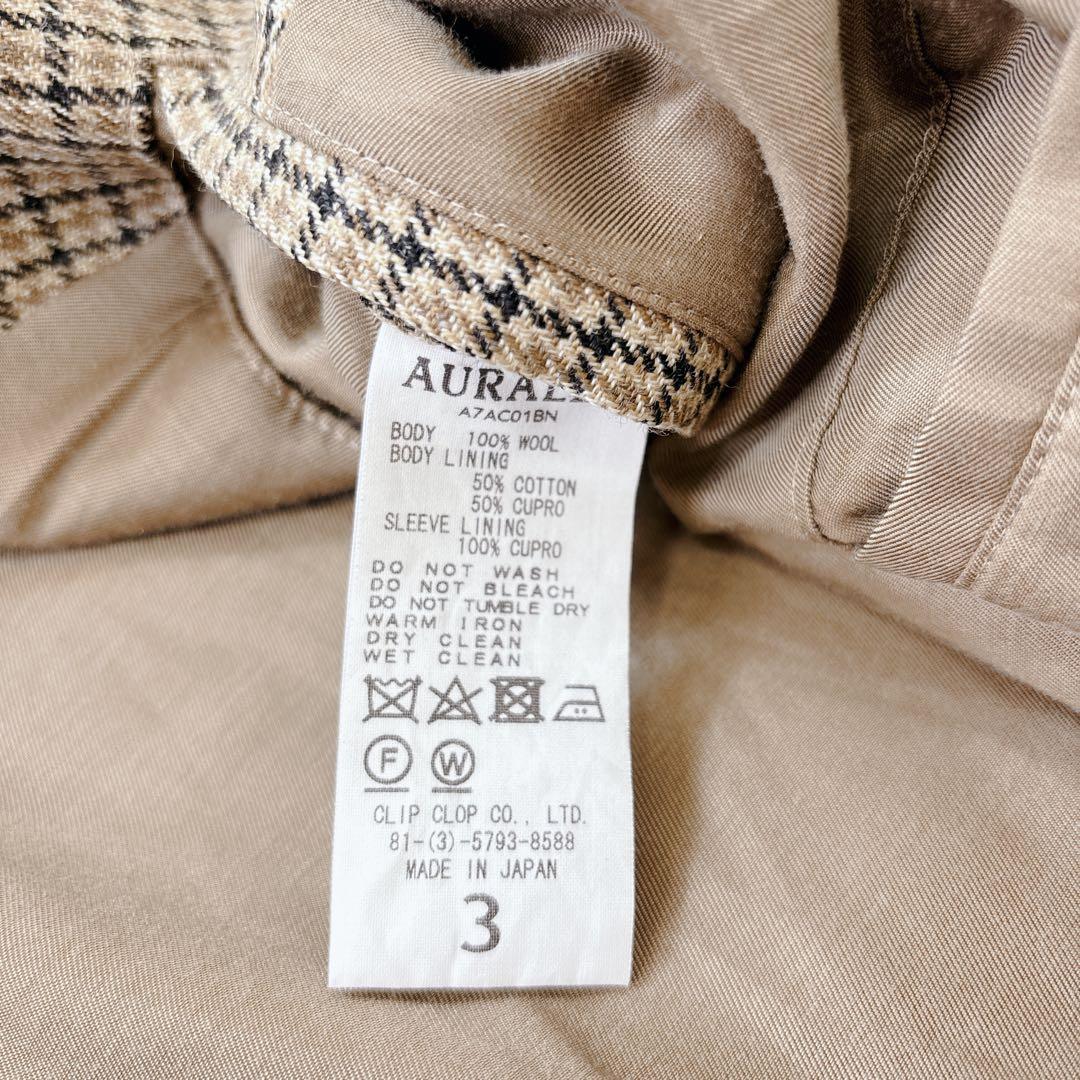 AURAL
A7AC01BN
BODY 100% WOOL
BODY LINING
50% COTTON
50% CUPRO
SLEEVE LINING
100% CUPRO
DO NOT WASH
DO NOT BLEACH
DO NOT TUMBLE DRY
WARM IRON
DRY CLEAN
WET CLEAN
F W
CLIP CLOP CO., LTD.
81-(3)-5793-8588
MADE IN JAPAN
3